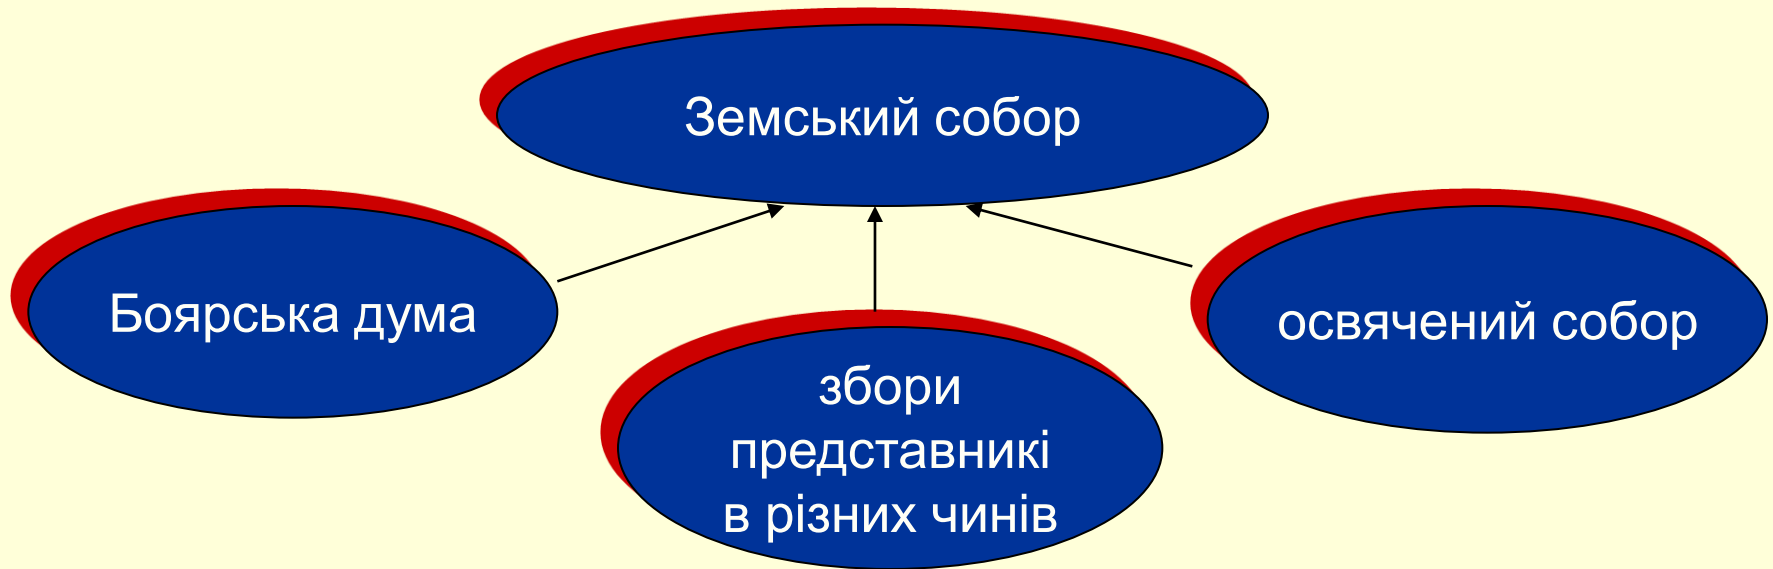 Земський собор
Боярська дума
освячений собор
збори
представникі
в різних чинів